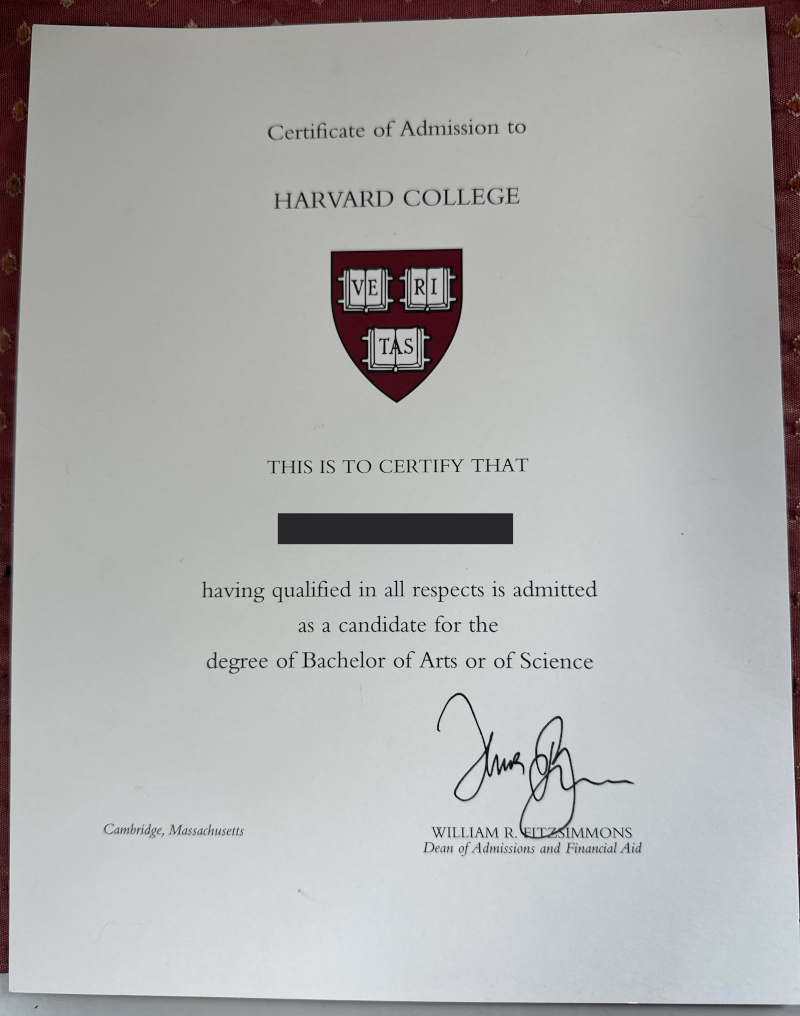 Certificate of Admission to
HARVARD COLLEGE
VE RI
TAS
THIS IS TO CERTIFY THAT
having qualified in all respects is admitted
as a candidate for the
degree of Bachelor of Arts or of Science
Cambridge, Massachusetts
WILLIAM R. FITZSIMMONS
Dean of Admissions and Financial Aid